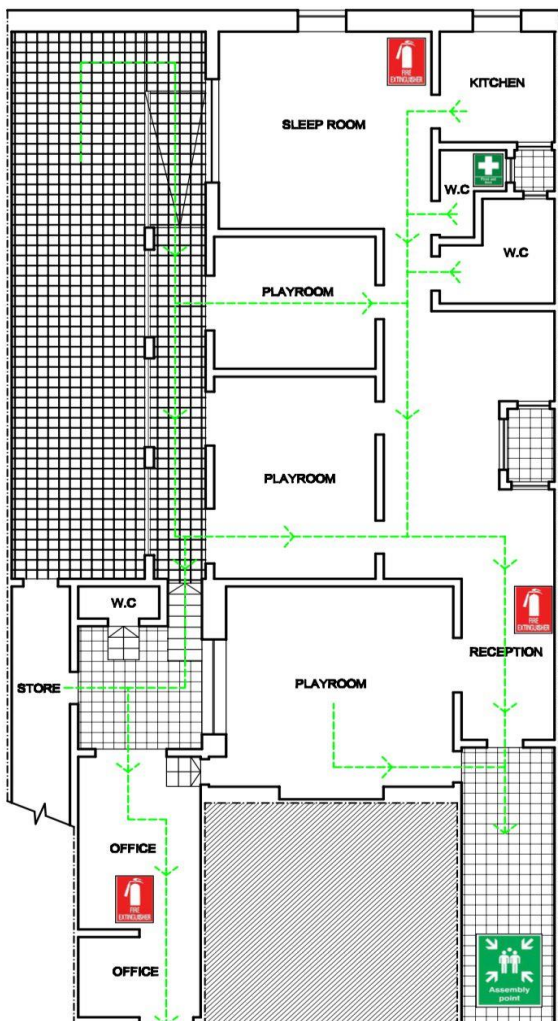 FIRE
EXTINGUISHER
KITCHEN
SLEEP ROOM
W.C
W.C
PLAYROOM
PLAYROOM
W.C
FIRE
EXTINGUISHER
RECEPTION
STORE
PLAYROOM
OFFICE
FIRE
EXTINGUISHER
OFFICE
Assembly
point